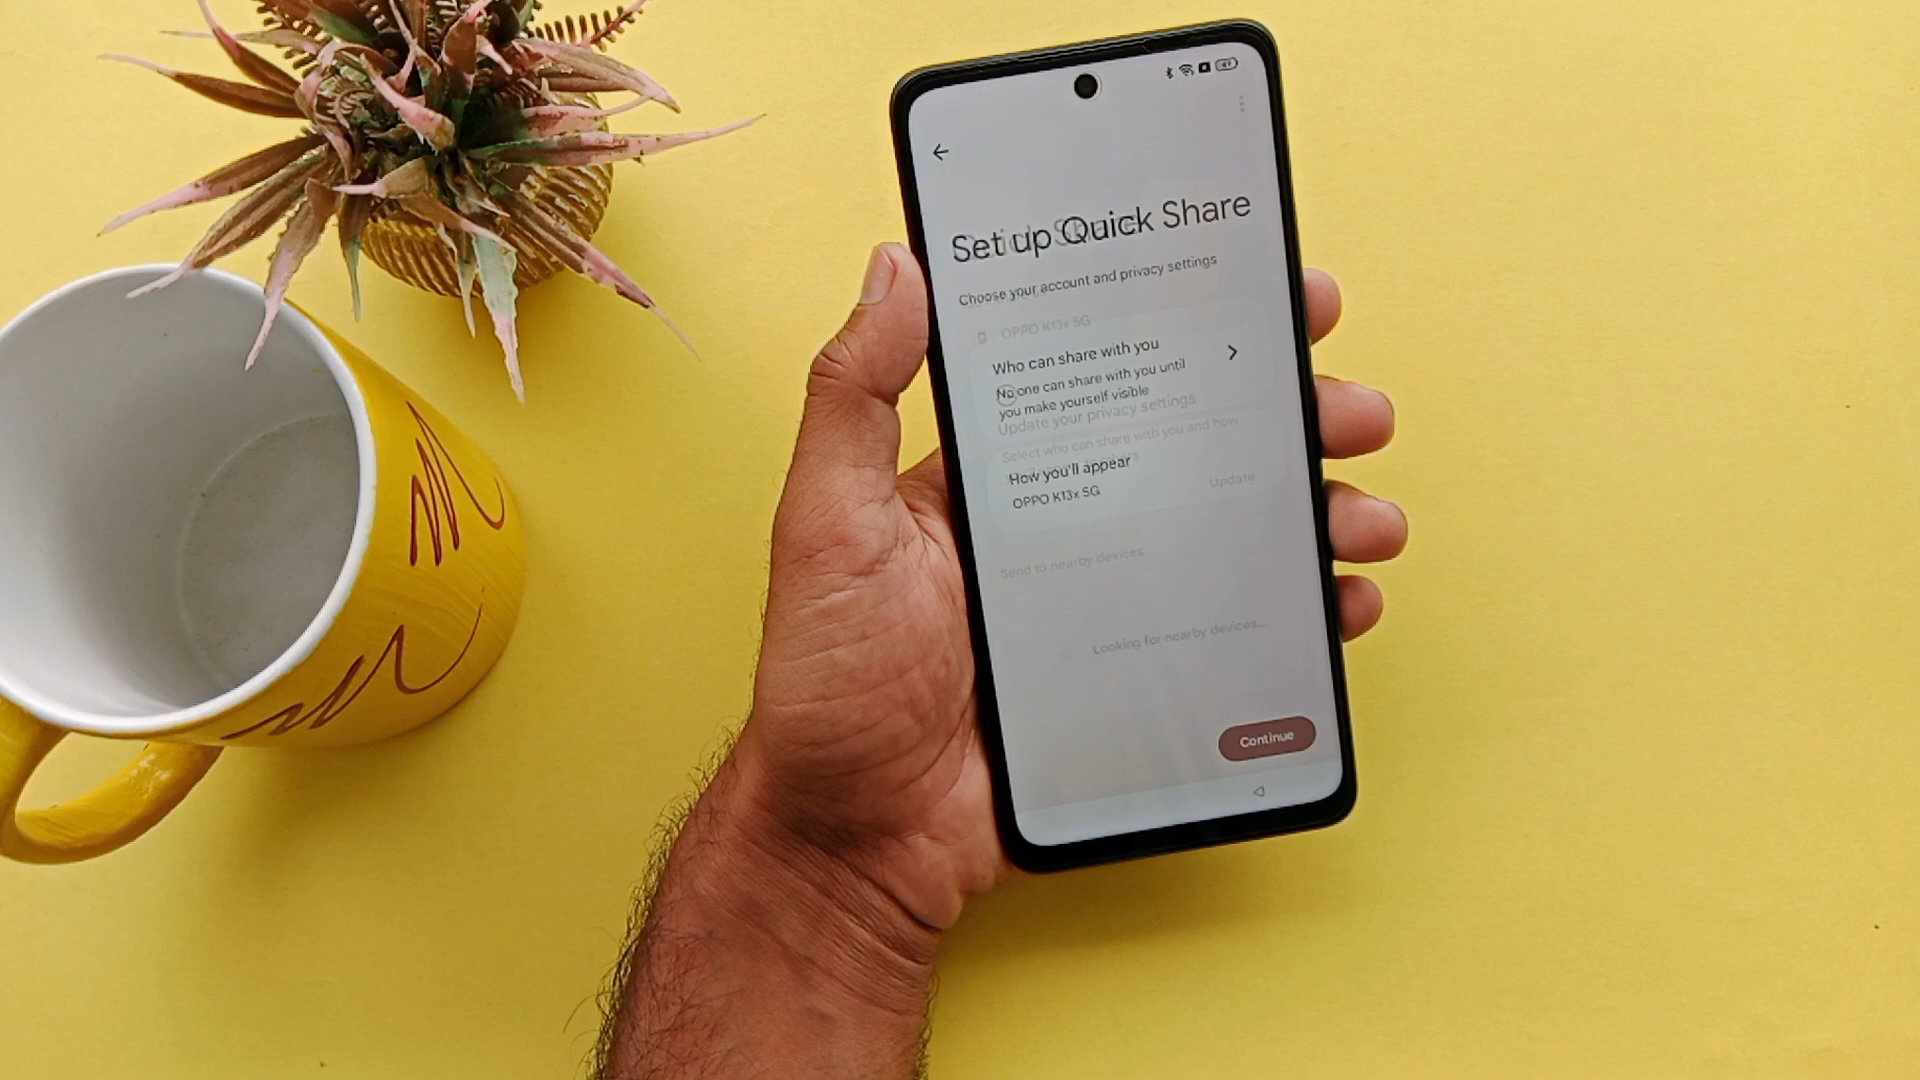 Set up Quick Share
Choose your account and privacy settings
OPPO K13x 5G
Who can share with you
No one can share with you until
you make yourself visible
Update your privacy settings
Select who can share with you and how
How you'll appear
OPPO K13x 5G
Update
Send to nearby devices
Looking for nearby devices...
Continue